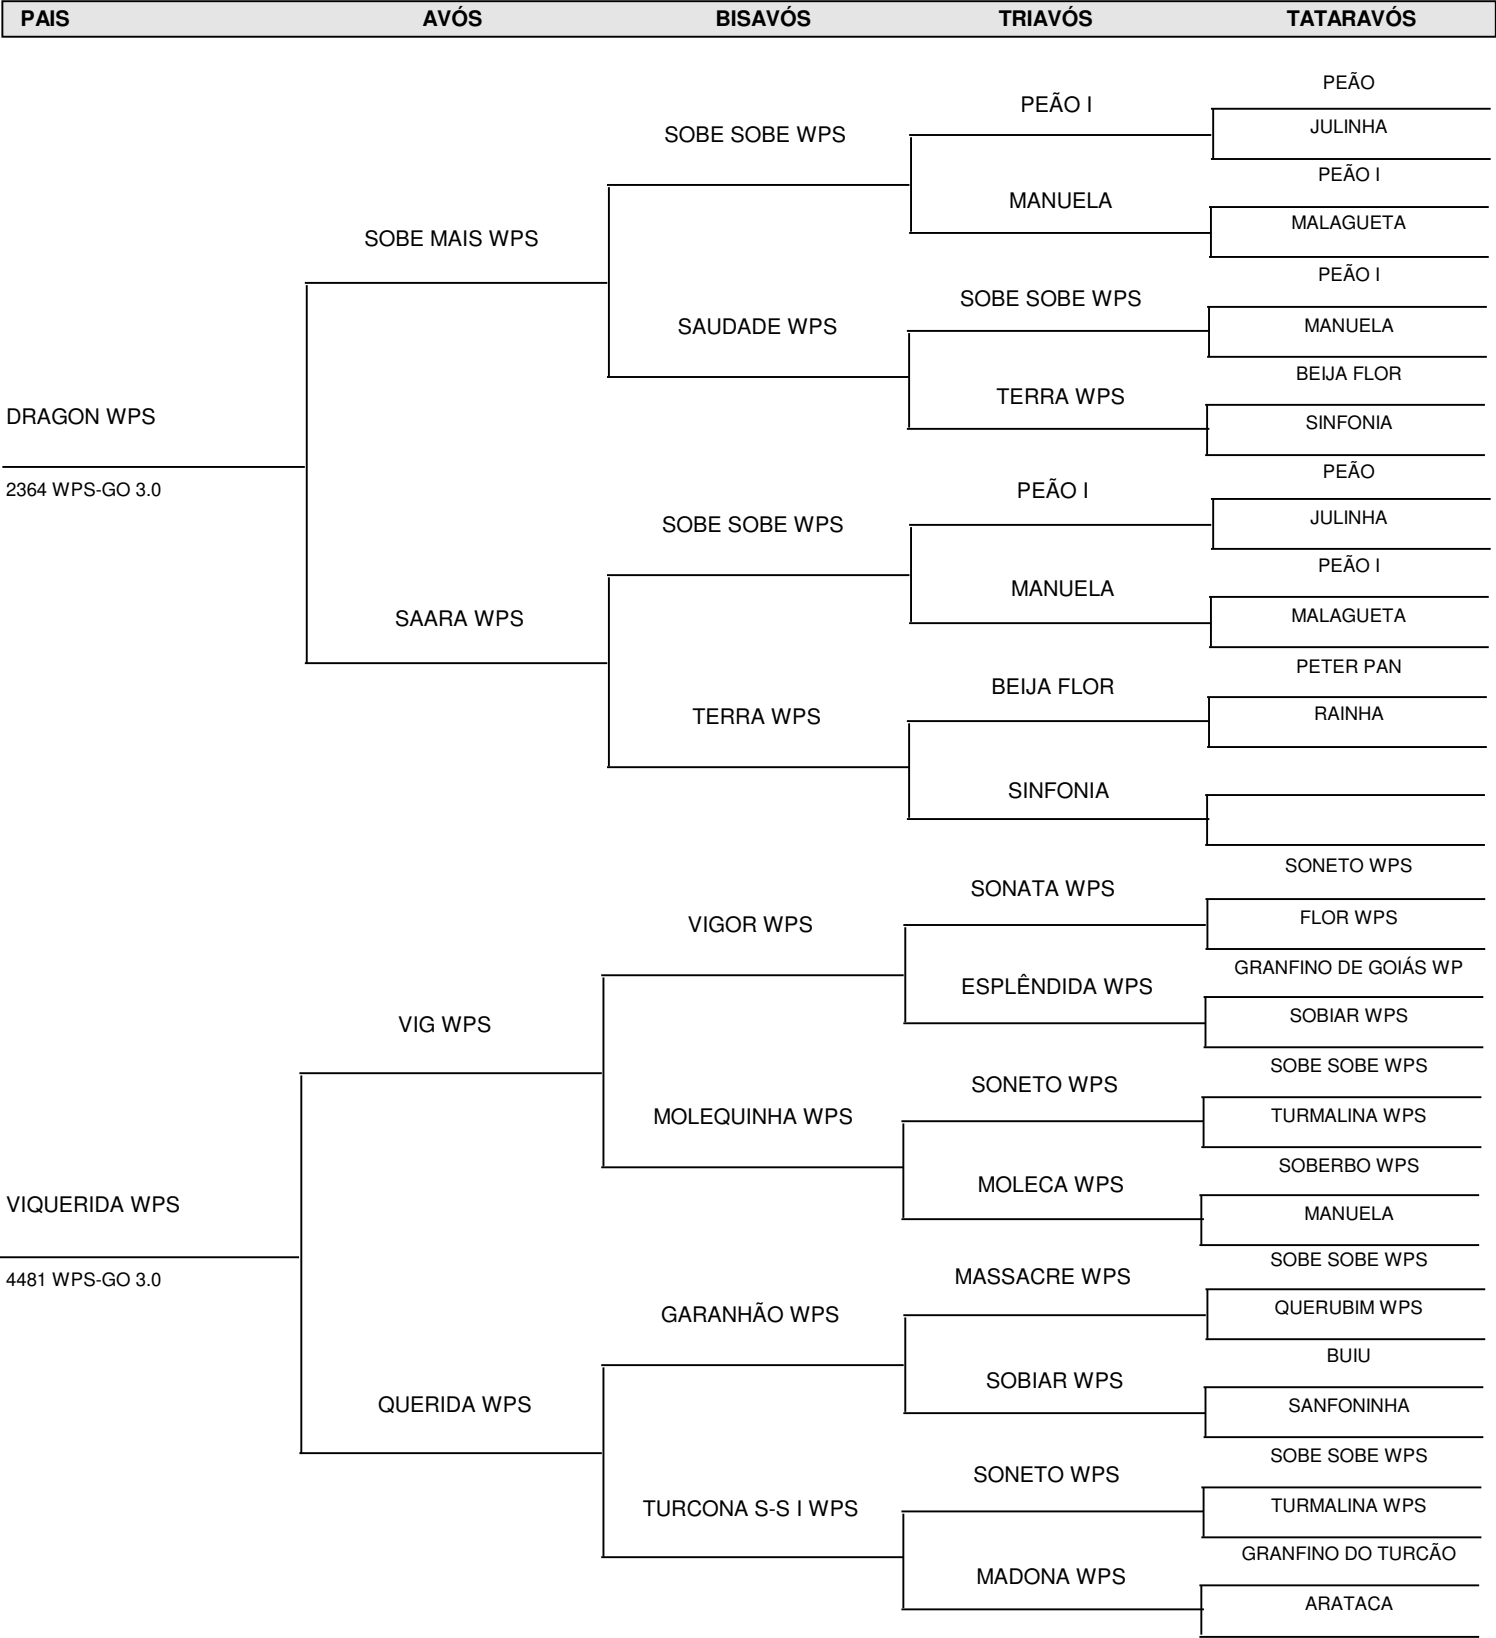 PAIS AVÓS BISAVÓS TRIAVÓS TATARAVÓS
PEÃO
PEÃO I
JULINHA
SOBE SOBE WPS
PEÃO I
MANUELA
MALAGUETA
SOBE MAIS WPS
PEÃO I
SOBE SOBE WPS
SAUDADE WPS
MANUELA
BEIJA FLOR
TERRA WPS
DRAGON WPS
SINFONIA
PEÃO
2364 WPS-GO 3.0
PEÃO I
JULINHA
SOBE SOBE WPS
PEÃO I
MANUELA
MALAGUETA
SAARA WPS
PETER PAN
BEIJA FLOR
RAINHA
TERRA WPS
SINFONIA
SONETO WPS
SONATA WPS
FLOR WPS
VIGOR WPS
GRANFINO DE GOIÁS WP
ESPLÊNDIDA WPS
SOBIAR WPS
VIG WPS
SOBE SOBE WPS
SONETO WPS
TURMALINA WPS
MOLEQUINHA WPS
SOBERBO WPS
MOLECA WPS
VIQUERIDA WPS
MANUELA
SOBE SOBE WPS
4481 WPS-GO 3.0
MASSACRE WPS
QUERUBIM WPS
GARANHÃO WPS
BUIU
SOBIAR WPS
QUERIDA WPS
SANFONINHA
SOBE SOBE WPS
SONETO WPS
TURMALINA WPS
TURCONA S-S I WPS
GRANFINO DO TURCÃO
MADONA WPS
ARATACA